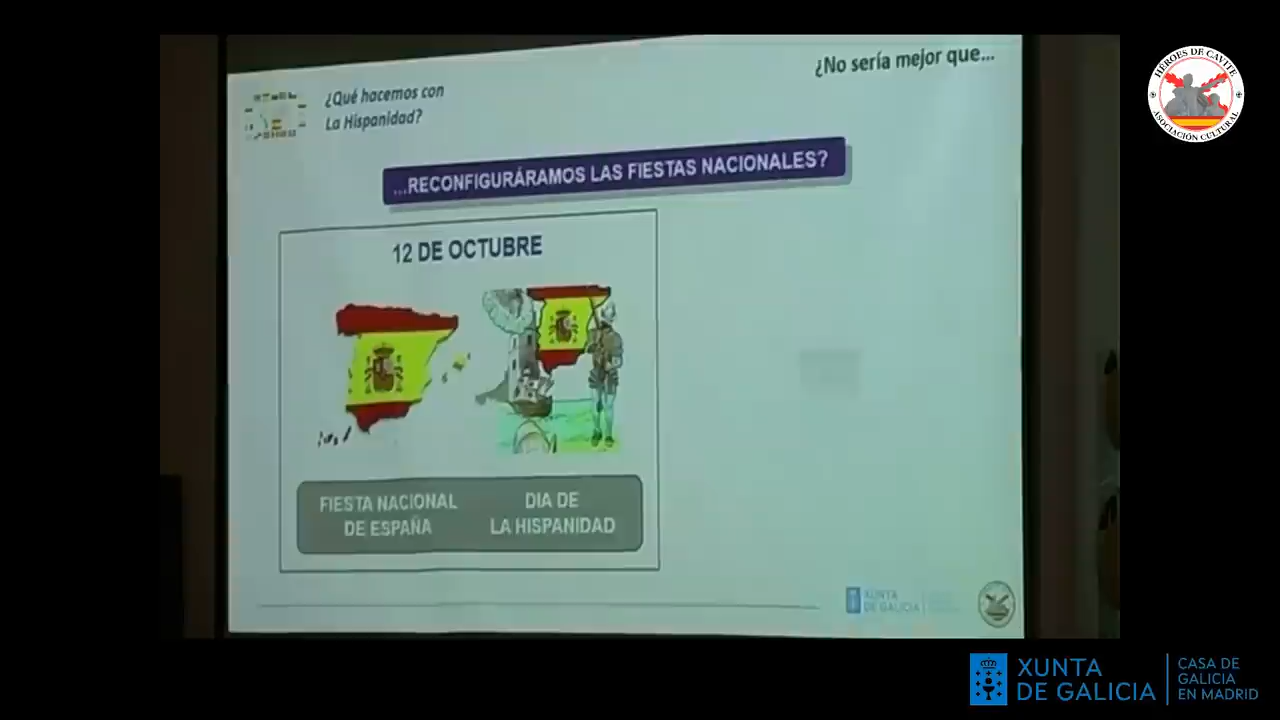 ¿No sería mejor que...
¿Qué hacemos con
La Hispanidad?
...RECONFIGURÁRAMOS LAS FIESTAS NACIONALES?
12 DE OCTUBRE
FIESTA NACIONAL
DE ESPAÑA
DIA DE
LA HISPANIDAD
XUNTA
DE GALICIA
HÉROES DE CAVITE
ASOCIACIÓN CULTURAL
XUNTA
DE GALICIA
CASA DE
GALICIA
EN MADRID